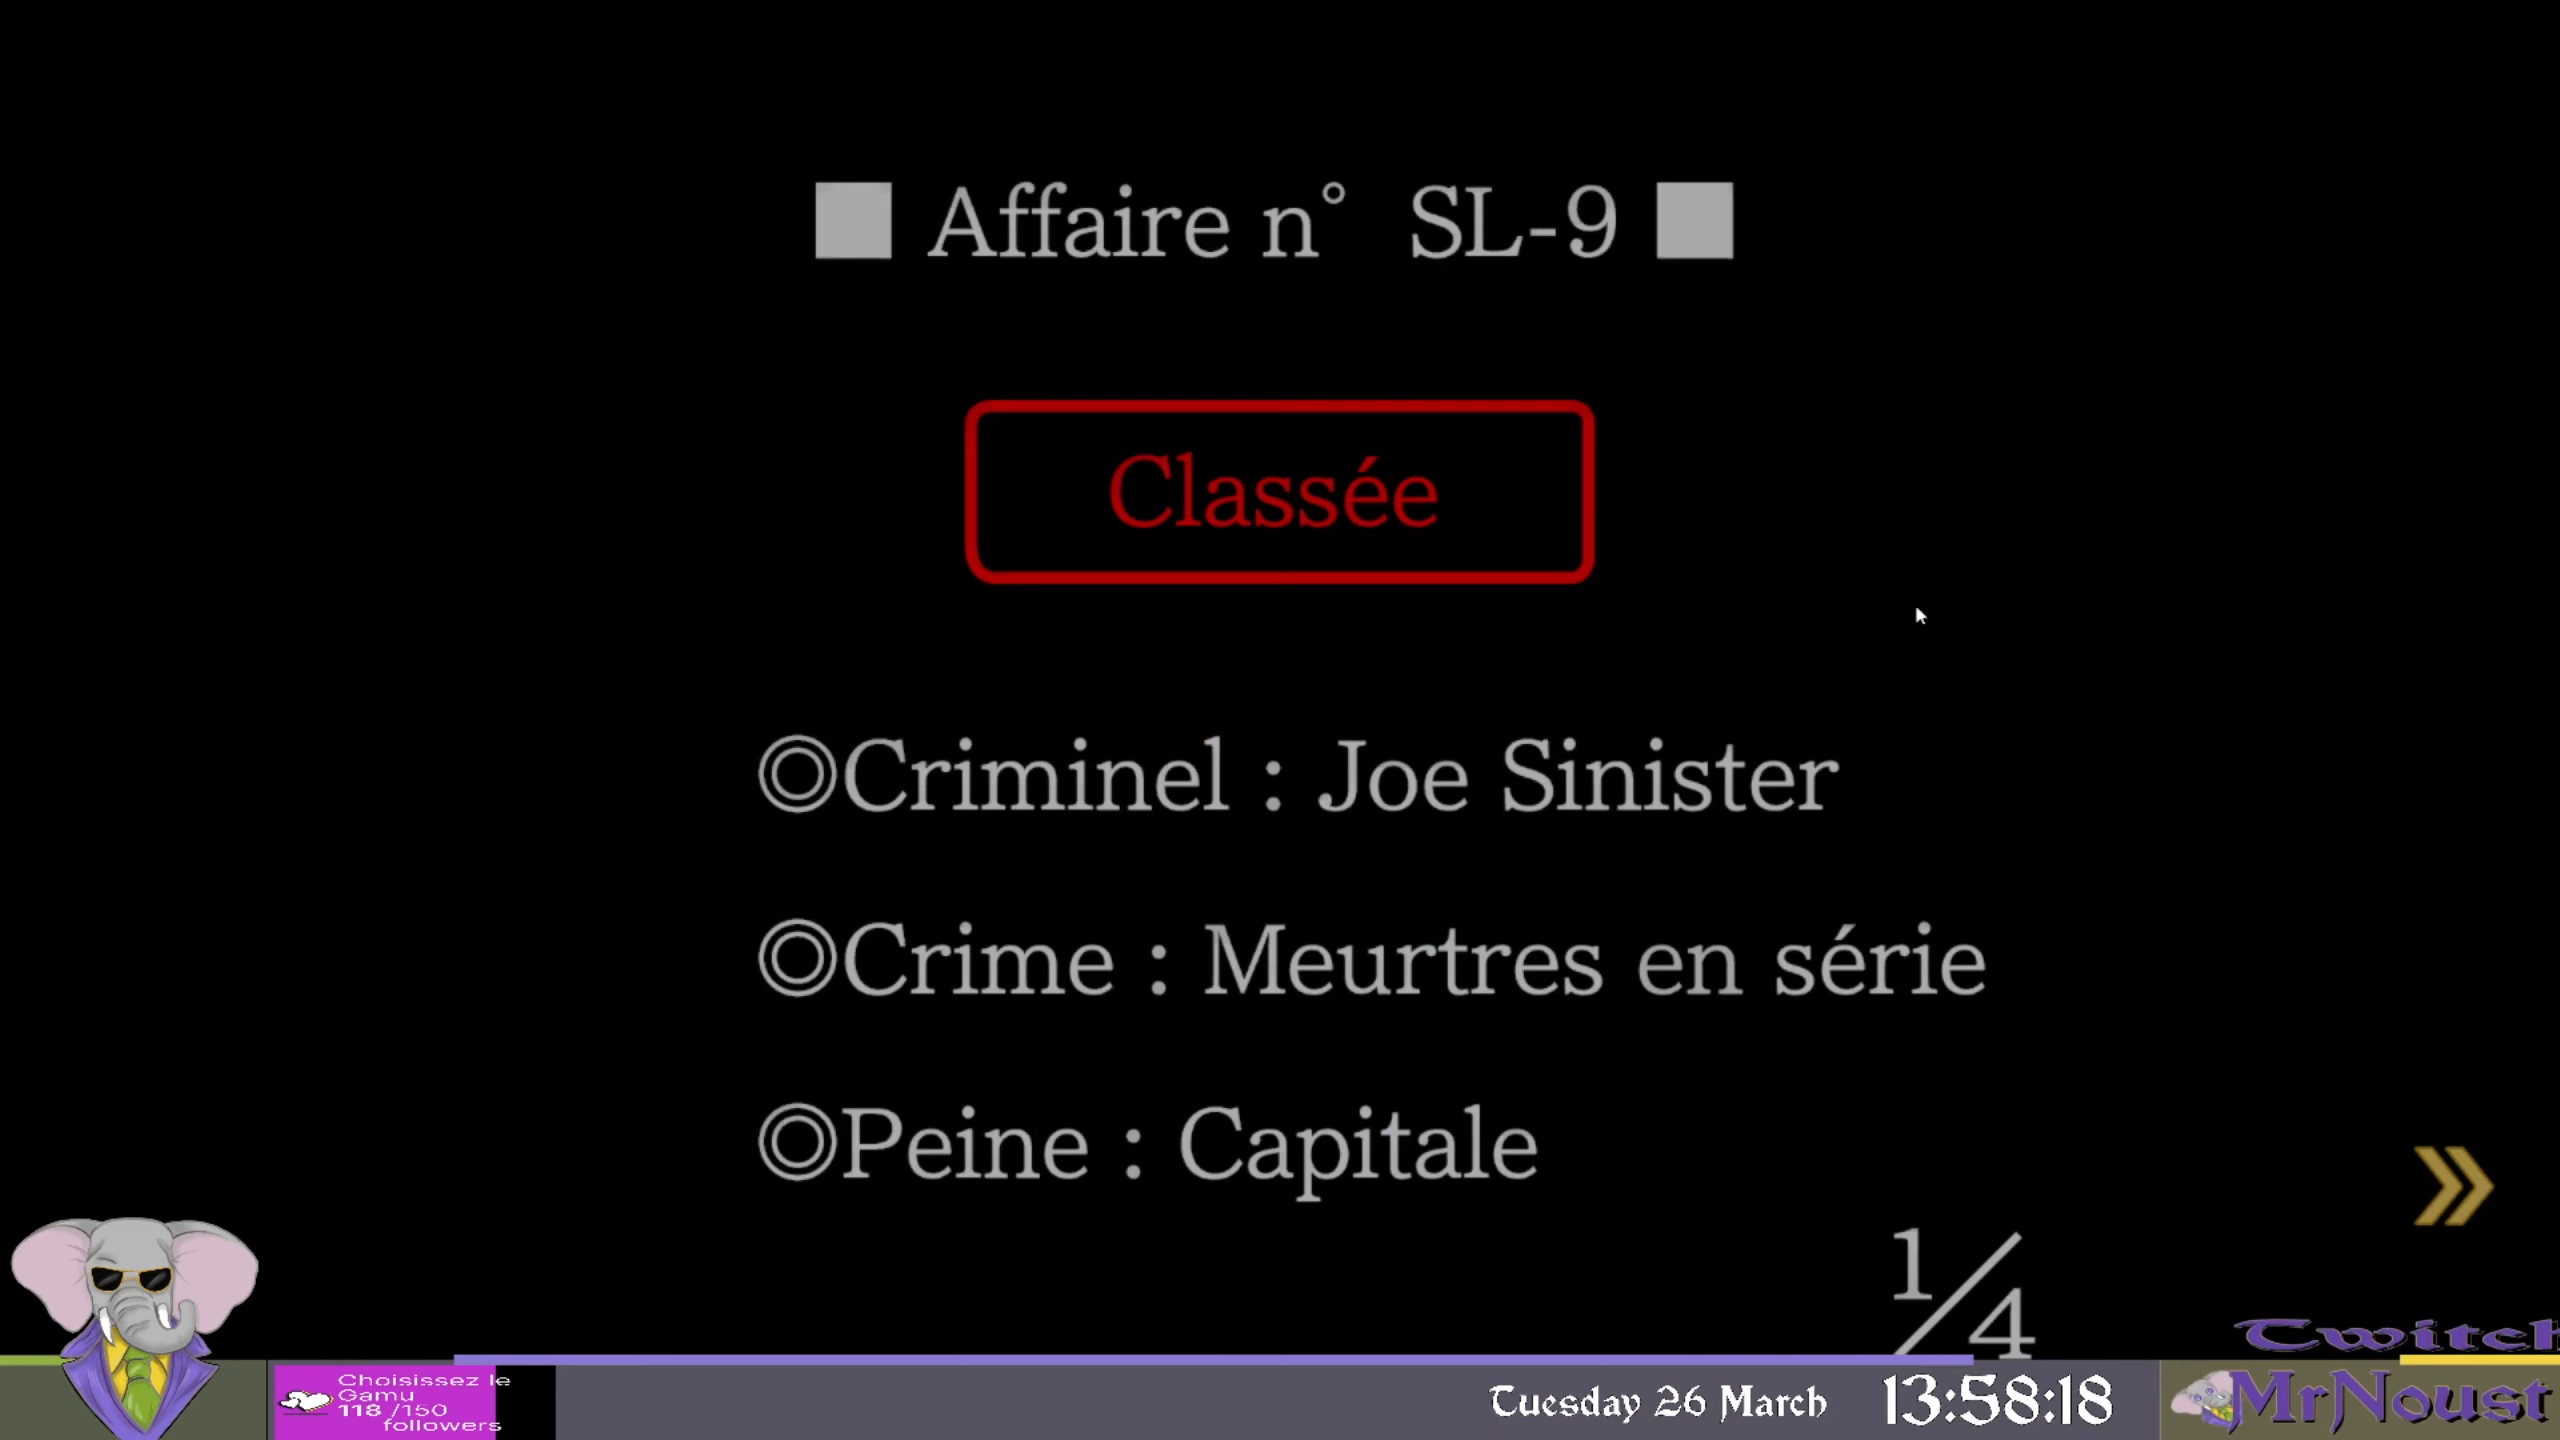 ■ Affaire n° SL-9 ■
Classée
◎Criminel : Joe Sinister
◎Crime : Meurtres en série
◎Peine : Capitale
1/4
Choisissez le
Gamu
118 /150
followers
Tuesday 26 March 13:58:18
Twitch
MrNoust